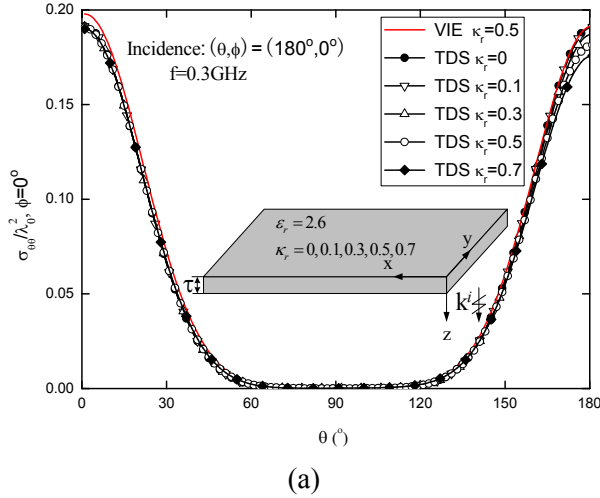 0.20
0.15
0.10
0.05
0.00
σθθ/λ₀², ϕ=0°
Incidence: (θ,ϕ) = (180°,0°)
f=0.3GHz
VIE κr=0.5
TDS κr=0
TDS κr=0.1
TDS κr=0.3
TDS κr=0.5
TDS κr=0.7
εr = 2.6
κr = 0, 0.1, 0.3, 0.5, 0.7
y
x
τ
kⁱ
z
0 30 60 90 120 150 180
θ (°)
(a)